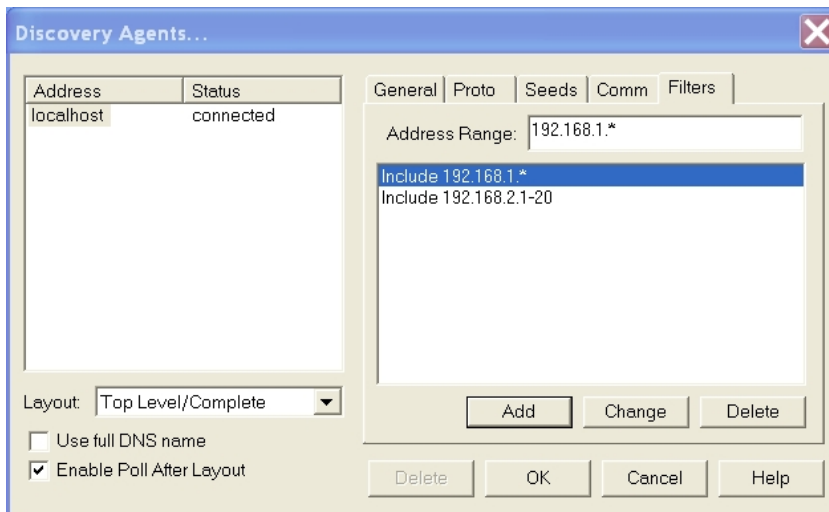 Discovery Agents...
Address Status
localhost connected
Layout: Top Level/Complete
Use full DNS name
Enable Poll After Layout
General Proto Seeds Comm Filters
Address Range: 192.168.1.*
Include 192.168.1.*
Include 192.168.2.1-20
Add Change Delete
Delete OK Cancel Help